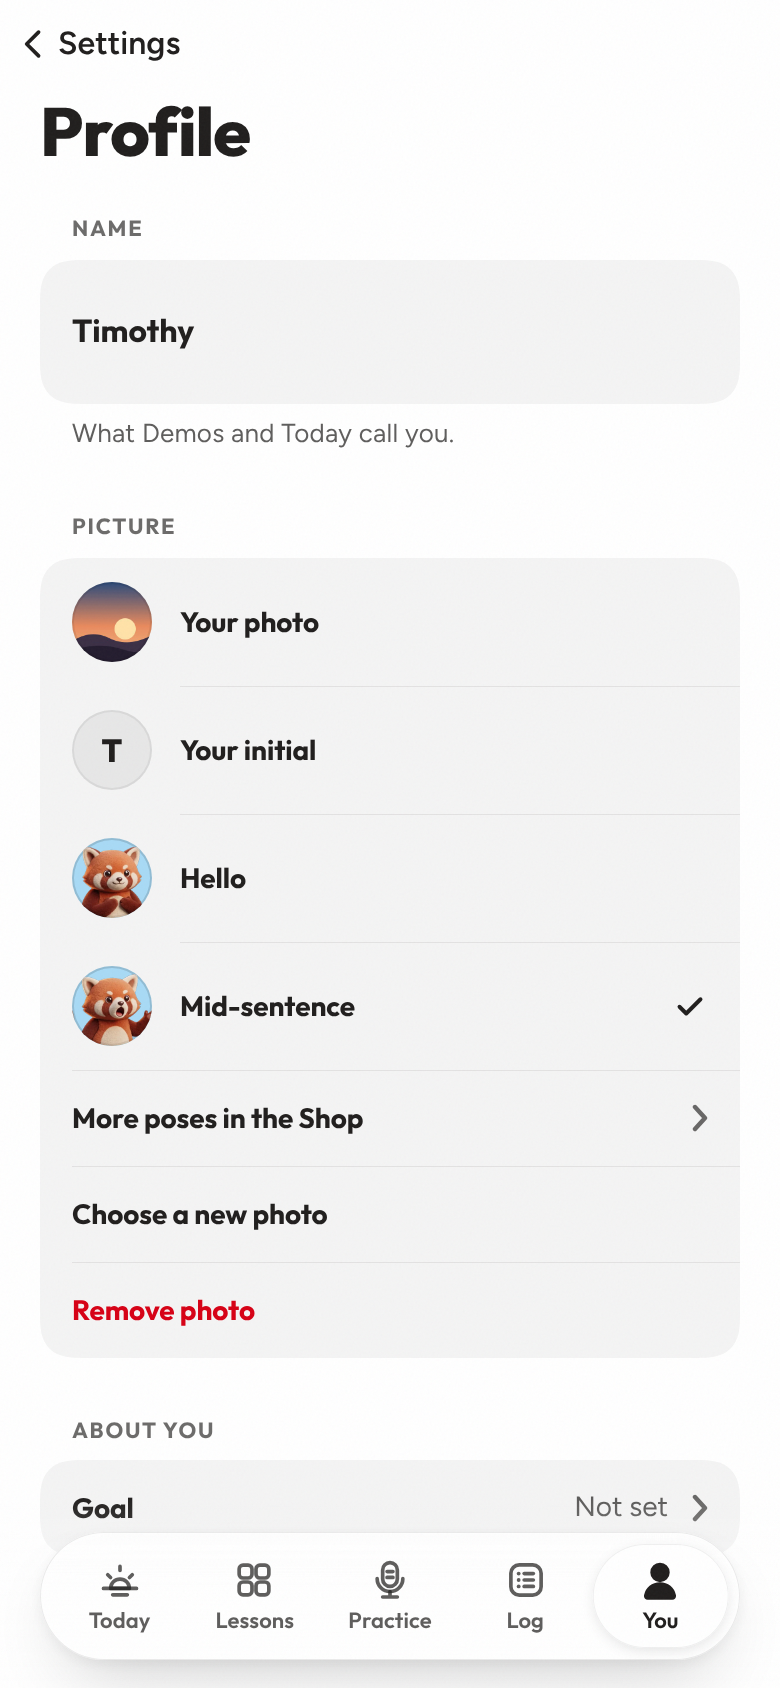 Settings
Profile
NAME
Timothy
What Demos and Today call you.
PICTURE
Your photo
T
Your initial
Hello
Mid-sentence
More poses in the Shop
Choose a new photo
Remove photo
ABOUT YOU
Goal
Not set
Today
Lessons
Practice
Log
You